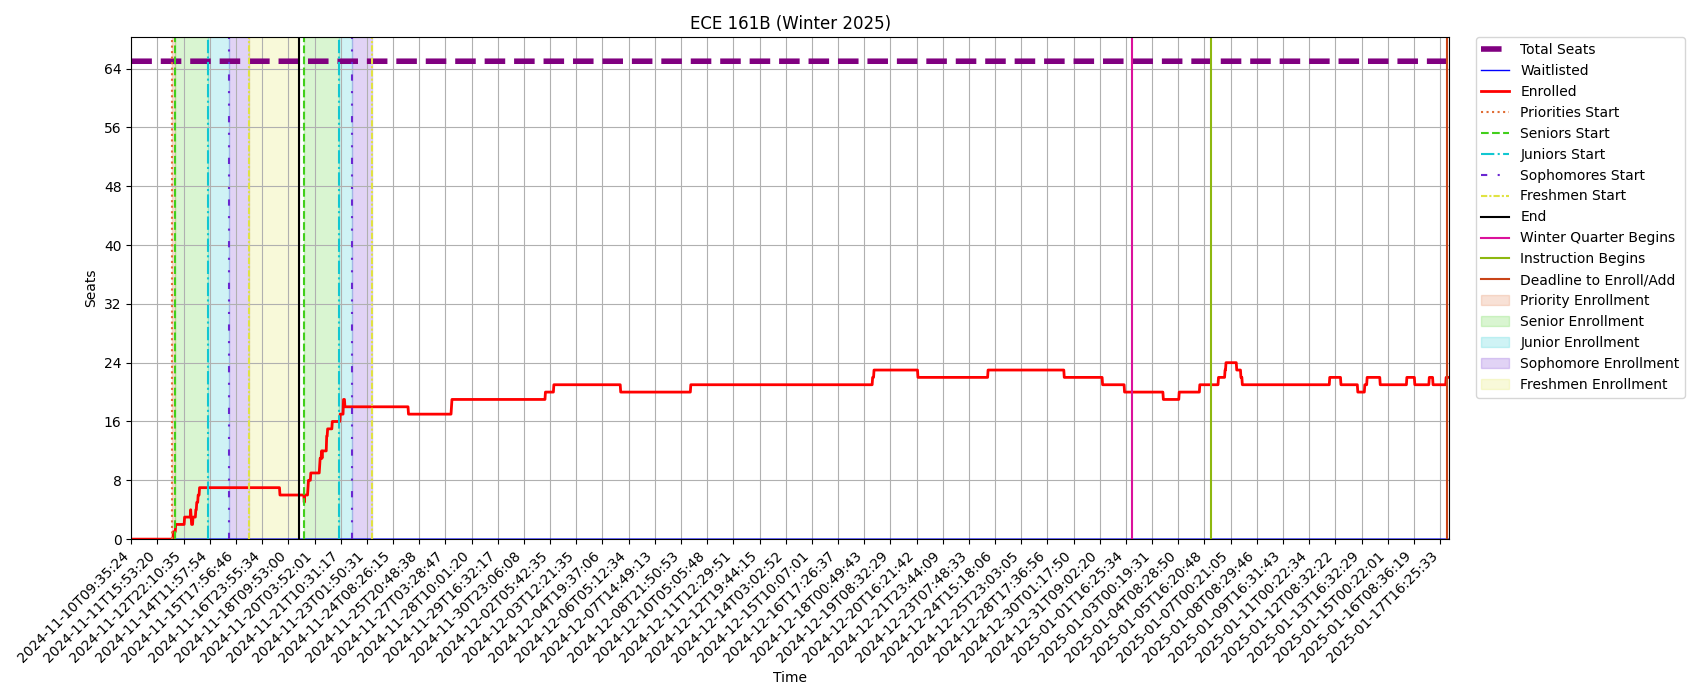 ECE 161B (Winter 2025)
Seats
64
56
48
40
32
24
16
8
0
2024-11-10T09:35:24
2024-11-11T15:53:20
2024-11-12T22:10:35
2024-11-14T11:57:54
2024-11-15T17:56:46
2024-11-16T23:55:34
2024-11-18T09:53:00
2024-11-20T03:52:01
2024-11-21T10:31:17
2024-11-23T01:50:31
2024-11-24T08:26:15
2024-11-25T20:48:38
2024-11-27T03:28:47
2024-11-28T10:01:20
2024-11-29T16:32:17
2024-11-30T23:06:08
2024-12-02T05:42:35
2024-12-03T12:21:35
2024-12-04T19:37:06
2024-12-06T05:12:34
2024-12-07T14:49:13
2024-12-08T21:50:53
2024-12-10T05:05:48
2024-12-11T12:29:51
2024-12-12T19:44:15
2024-12-14T03:02:52
2024-12-15T10:07:01
2024-12-16T17:26:37
2024-12-18T00:49:43
2024-12-19T08:32:29
2024-12-20T16:21:42
2024-12-21T23:44:09
2024-12-23T07:48:33
2024-12-24T15:18:06
2024-12-25T23:03:05
2024-12-28T17:36:56
2024-12-30T01:17:50
2024-12-31T09:02:20
2025-01-01T16:25:34
2025-01-03T00:19:31
2025-01-04T08:28:50
2025-01-05T16:20:48
2025-01-07T00:21:05
2025-01-08T08:29:46
2025-01-09T16:31:43
2025-01-11T00:22:34
2025-01-12T08:32:22
2025-01-13T16:32:29
2025-01-15T00:22:01
2025-01-16T08:36:19
2025-01-17T16:25:33
Time
Total Seats
Waitlisted
Enrolled
Priorities Start
Seniors Start
Juniors Start
Sophomores Start
Freshmen Start
End
Winter Quarter Begins
Instruction Begins
Deadline to Enroll/Add
Priority Enrollment
Senior Enrollment
Junior Enrollment
Sophomore Enrollment
Freshmen Enrollment